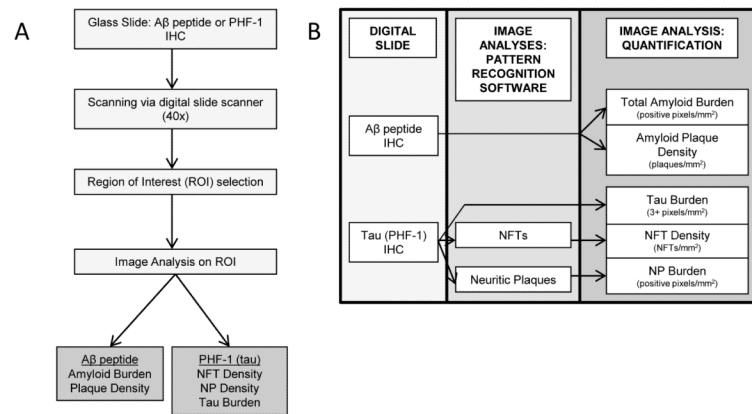 A
Glass Slide: Aβ peptide or PHF-1
IHC
Scanning via digital slide scanner
(40x)
Region of Interest (ROI) selection
Image Analysis on ROI
Aβ peptide
Amyloid Burden
Plaque Density
PHF-1 (tau)
NFT Density
NP Density
Tau Burden
B
DIGITAL
SLIDE
IMAGE
ANALYSES:
PATTERN
RECOGNITION
SOFTWARE
IMAGE ANALYSIS:
QUANTIFICATION
Aβ peptide
IHC
Total Amyloid Burden
(positive pixels/mm²)
Amyloid Plaque
Density
(plaques/mm²)
Tau (PHF-1)
IHC
NFTs
Neuritic Plaques
Tau Burden
(3+ pixels/mm²)
NFT Density
(NFTs/mm²)
NP Burden
(positive pixels/mm²)